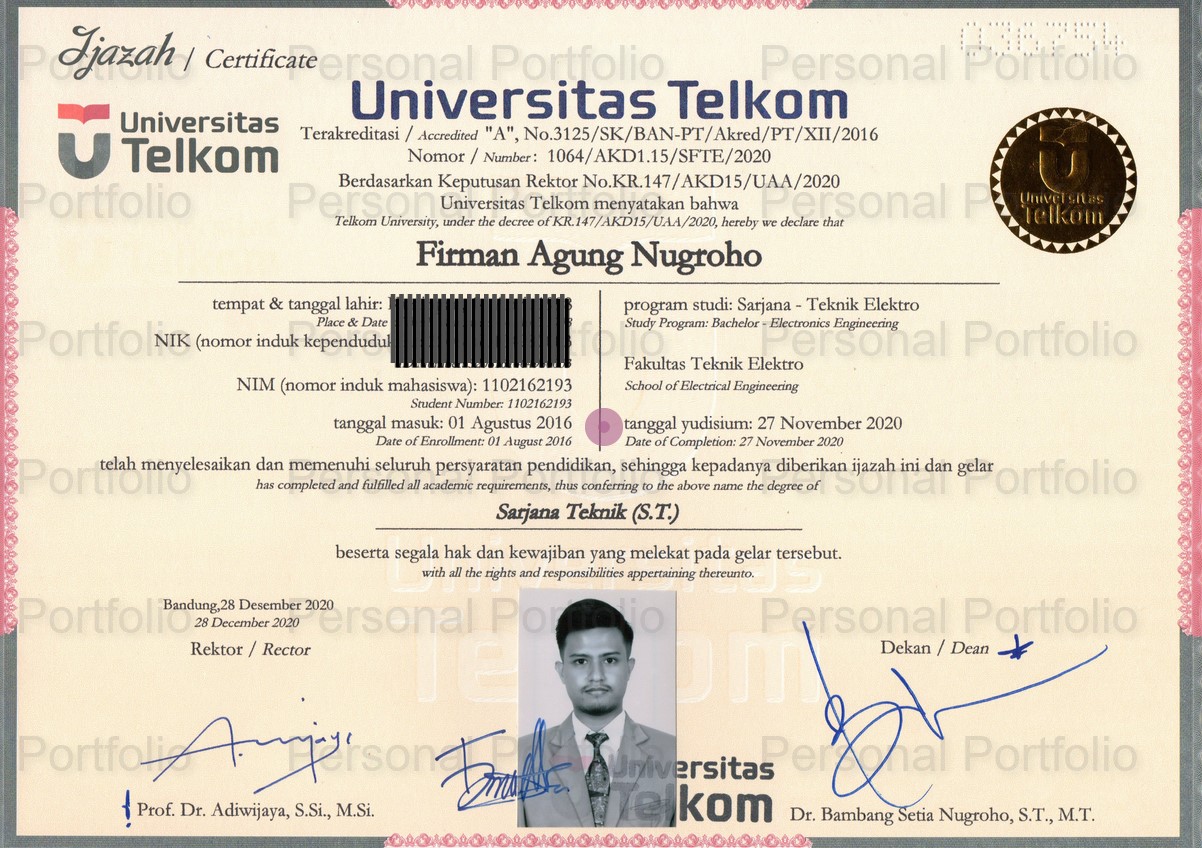 Ijazah / Certificate
036754
Universitas Telkom
Universitas
Telkom
Terakreditasi / Accredited "A", No.3125/SK/BAN-PT/Akred/PT/XII/2016
Nomor / Number : 1064/AKD1.15/SFTE/2020
Berdasarkan Keputusan Rektor No.KR.147/AKD15/UAA/2020
Universitas Telkom menyatakan bahwa
Telkom University, under the decree of KR.147/AKD15/UAA/2020, hereby we declare that
Universitas
Telkom
Firman Agung Nugroho
tempat & tanggal lahir:
Place & Date
NIK (nomor induk
NIM (nomor induk mahasiswa): 1102162193
Student Number: 1102162193
tanggal masuk: 01 Agustus 2016
Date of Enrollment: 01 August 2016
program studi: Sarjana - Teknik Elektro
Study Program: Bachelor - Electronics Engineering
Fakultas Teknik Elektro
School of Electrical Engineering
tanggal yudisium: 27 November 2020
Date of Completion: 27 November 2020
telah menyelesaikan dan memenuhi seluruh persyaratan pendidikan, sehingga kepadanya diberikan ijazah ini dan gelar
has completed and fulfilled all academic requirements, thus conferring to the above name the degree of
Sarjana Teknik (S.T.)
beserta segala hak dan kewajiban yang melekat pada gelar tersebut.
with all the rights and responsibilities appertaining thereunto.
Universitas
Telkom
Bandung,28 Desember 2020
28 December 2020
Rektor / Rector
Dekan / Dean
Universitas
Telkom
Prof. Dr. Adiwijaya, S.Si., M.Si.
Dr. Bambang Setia Nugroho, S.T., M.T.
Personal Portfolio